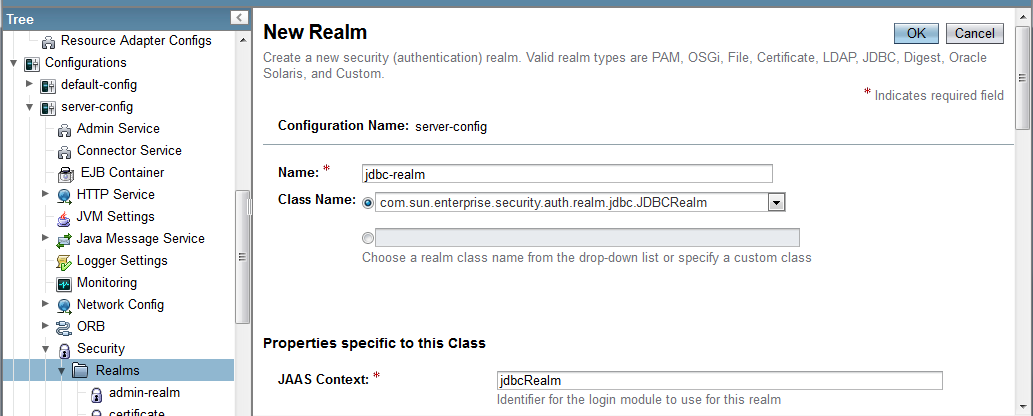 Tree
Resource Adapter Configs
Configurations
default-config
server-config
Admin Service
Connector Service
EJB Container
HTTP Service
JVM Settings
Java Message Service
Logger Settings
Monitoring
Network Config
ORB
Security
Realms
admin-realm
certificate
New Realm
OK
Cancel
Create a new security (authentication) realm. Valid realm types are PAM, OSGi, File, Certificate, LDAP, JDBC, Digest, Oracle
Solaris, and Custom.
* Indicates required field
Configuration Name: server-config
Name: * jdbc-realm
Class Name: com.sun.enterprise.security.auth.realm.jdbc.JDBCRealm
Choose a realm class name from the drop-down list or specify a custom class
Properties specific to this Class
JAAS Context: * jdbcRealm
Identifier for the login module to use for this realm